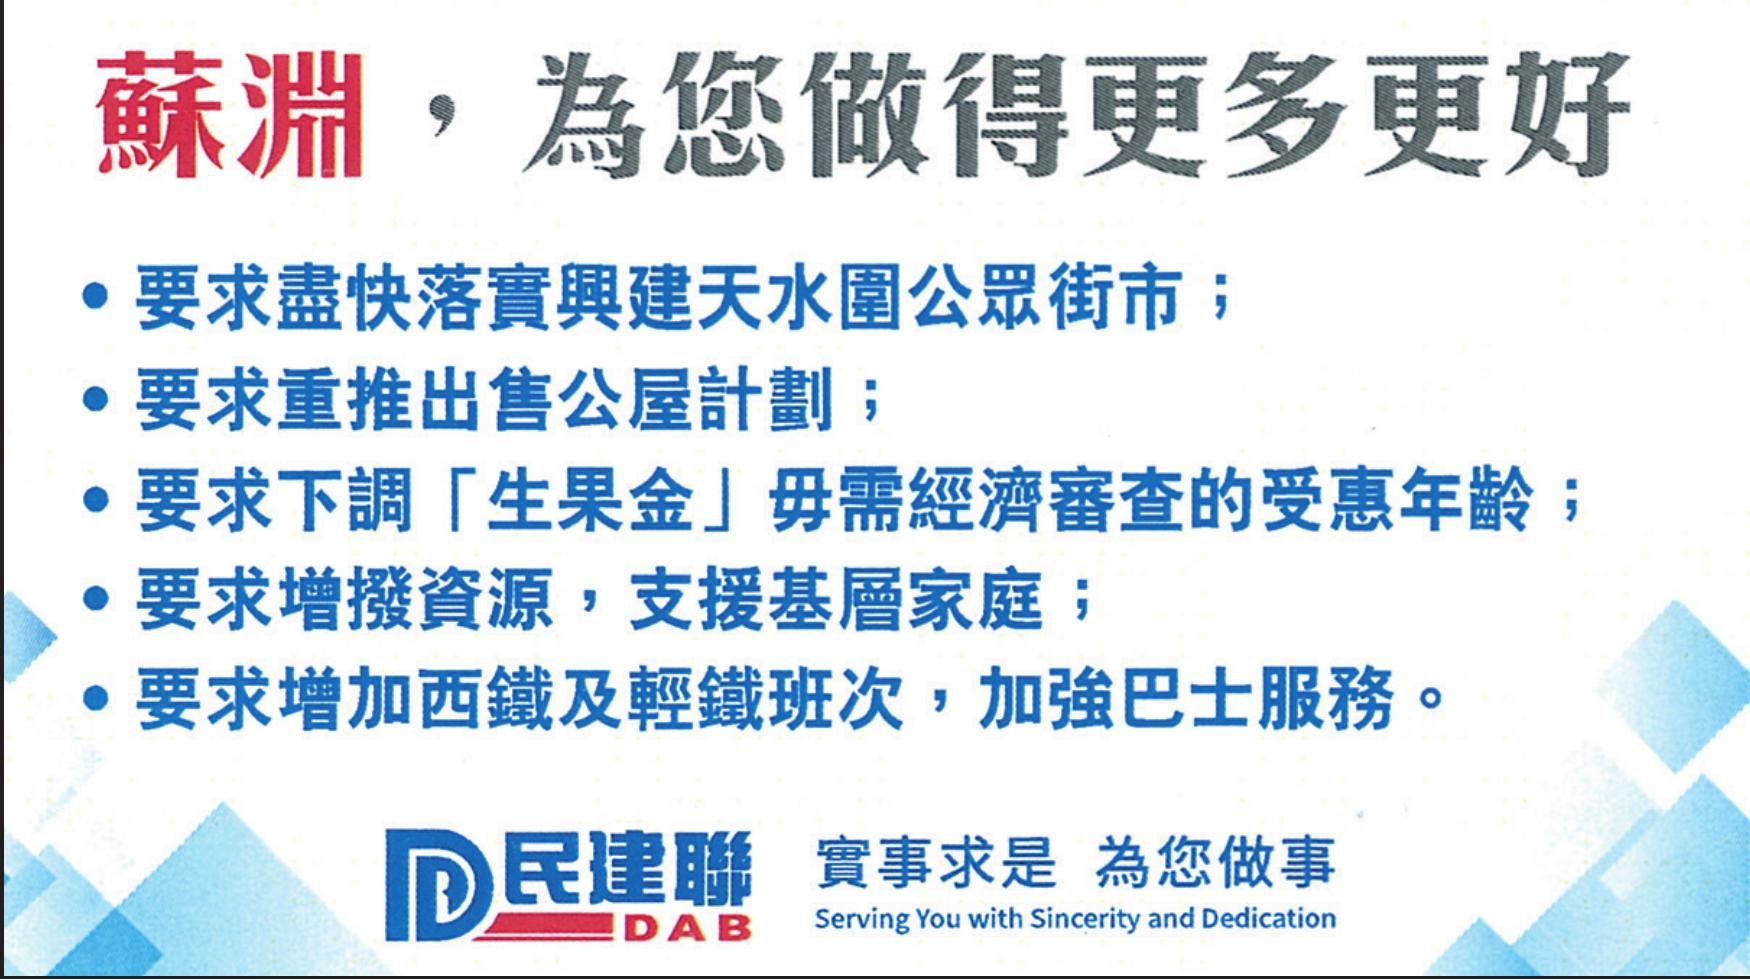 蘇淵，為您做得更多更好
• 要求盡快落實興建天水圍公眾街市；
• 要求重推出售公屋計劃；
• 要求下調「生果金」毋需經濟審查的受惠年齡；
• 要求增撥資源，支援基層家庭；
• 要求增加西鐵及輕鐵班次，加強巴士服務。
民建聯
DAB
實事求是 為您做事
Serving You with Sincerity and Dedication